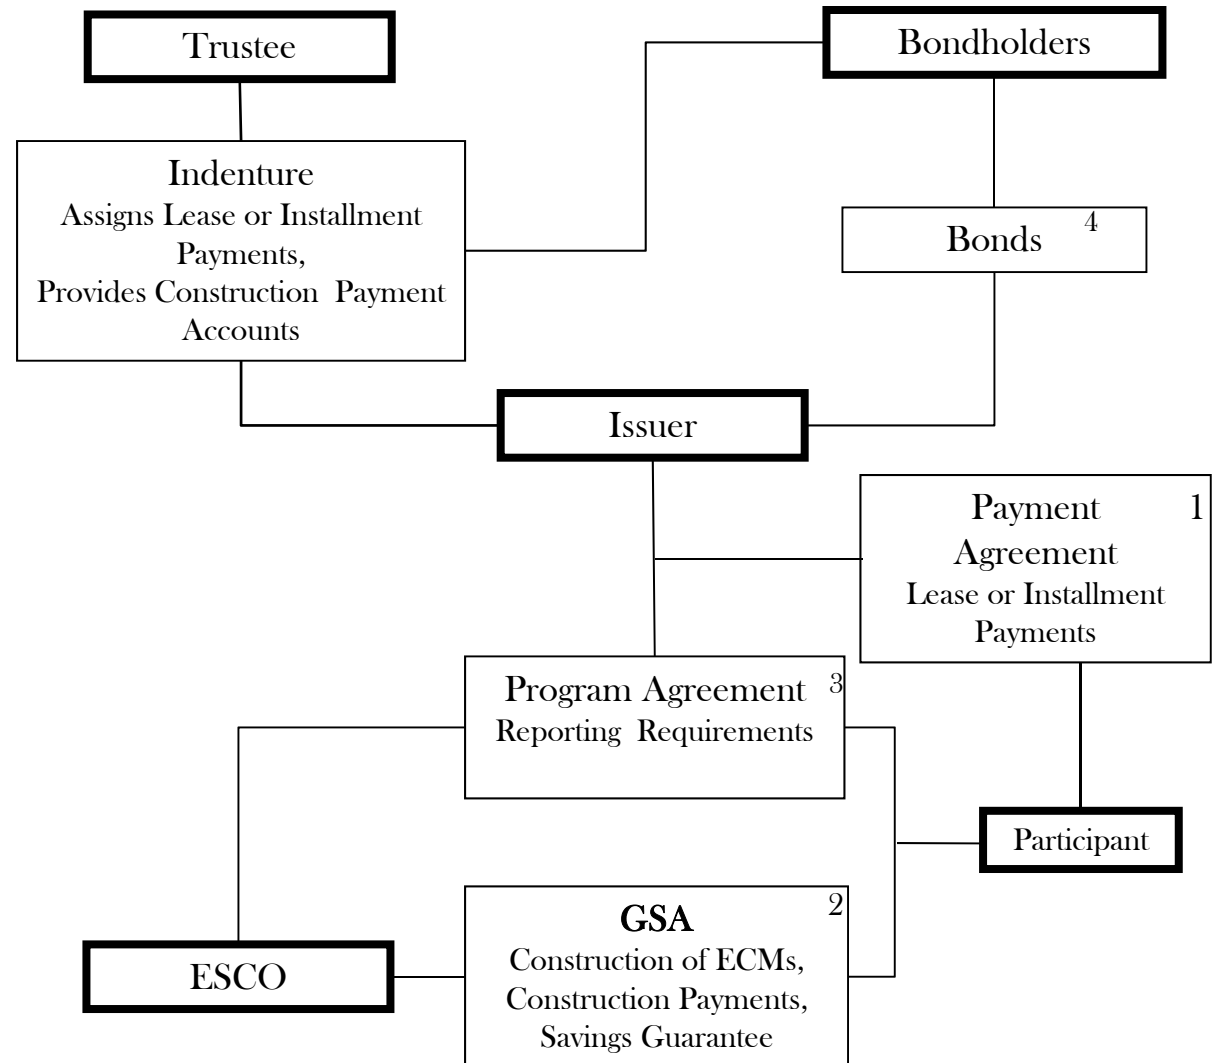 Trustee
Bondholders
Indenture
Assigns Lease or Installment
Payments,
Provides Construction Payment
Accounts
Bonds
4
Issuer
Payment
1
Agreement
Lease or Installment
Payments
Program Agreement
3
Reporting Requirements
Participant
GSA
2
Construction of ECMs,
Construction Payments,
Savings Guarantee
ESCO